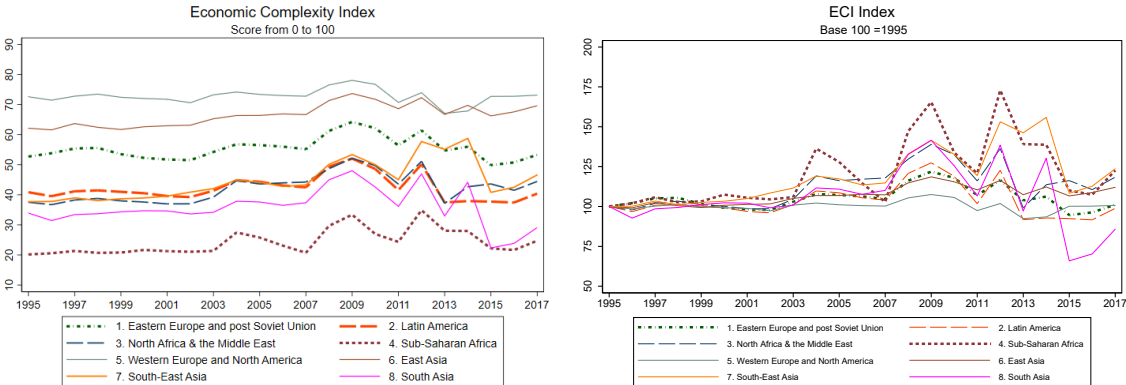 Economic Complexity Index
Score from 0 to 100
90
80
70
60
50
40
30
20
10
1995 1997 1999 2001 2003 2005 2007 2009 2011 2013 2015 2017
1. Eastern Europe and post Soviet Union 2. Latin America
3. North Africa & the Middle East 4. Sub-Saharan Africa
5. Western Europe and North America 6. East Asia
7. South-East Asia 8. South Asia
ECI Index
Base 100 =1995
200
175
150
125
100
75
50
1995 1997 1999 2001 2003 2005 2007 2009 2011 2013 2015 2017
1. Eastern Europe and post Soviet Union 2. Latin America
3. North Africa & the Middle East 4. Sub-Saharan Africa
5. Western Europe and North America 6. East Asia
7. South-East Asia 8. South Asia